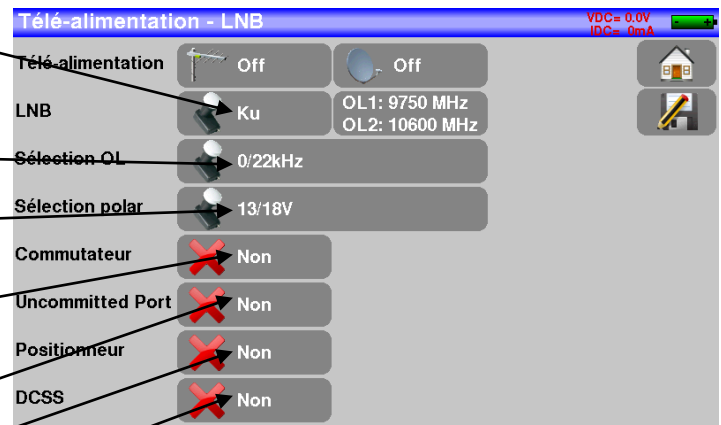 Télé-alimentation - LNB
VDC= 0.0V
IDC= 0mA
Télé-alimentation Off Off
LNB Ku OL1: 9750 MHz
OL2: 10600 MHz
Sélection OL 0/22kHz
Sélection polar 13/18V
Commutateur Non
Uncommitted Port Non
Positionneur Non
DCSS Non